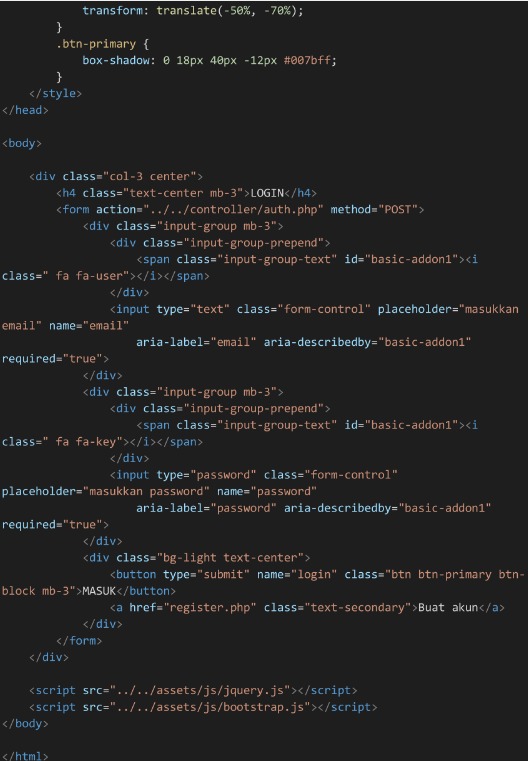 transform: translate(-50%, -70%);
}
.btn-primary {
box-shadow: 0 18px 40px -12px #007bff;
}
</style>
</head>
<body>
<div class="col-3 center">
<h4 class="text-center mb-3">LOGIN</h4>
<form action="../../controller/auth.php" method="POST">
<div class="input-group mb-3">
<div class="input-group-prepend">
<span class="input-group-text" id="basic-addon1"><i
class=" fa fa-user"></i></span>
</div>
<input type="text" class="form-control" placeholder="masukkan
email" name="email"
aria-label="email" aria-describedby="basic-addon1"
required="true">
</div>
<div class="input-group mb-3">
<div class="input-group-prepend">
<span class="input-group-text" id="basic-addon1"><i
class=" fa fa-key"></i></span>
</div>
<input type="password" class="form-control"
placeholder="masukkan password" name="password"
aria-label="password" aria-describedby="basic-addon1"
required="true">
</div>
<div class="bg-light text-center">
<button type="submit" name="login" class="btn btn-primary btn-
block mb-3">MASUK</button>
<a href="register.php" class="text-secondary">Buat akun</a>
</div>
</form>
</div>
<script src="../../assets/js/jquery.js"></script>
<script src="../../assets/js/bootstrap.js"></script>
</body>
</html>